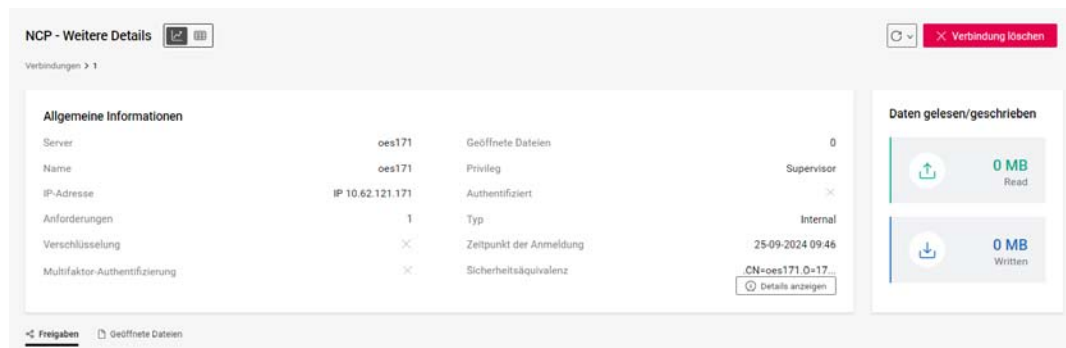 NCP - Weitere Details
Verbindung löschen
Verbindungen > 1
Allgemeine Informationen
Server oes171 Geöffnete Dateien 0
Name oes171 Privileg Supervisor
IP-Adresse IP 10.62.121.171 Authentifiziert
Anforderungen 1 Typ Internal
Verschlüsselung Zeitpunkt der Anmeldung 25-09-2024 09:46
Multifaktor-Authentifizierung Sicherheitsäquivalenz .CN=oes171.O=17...
Details anzeigen
Daten gelesen/geschrieben
0 MB
Read
0 MB
Written
Freigaben Geöffnete Dateien